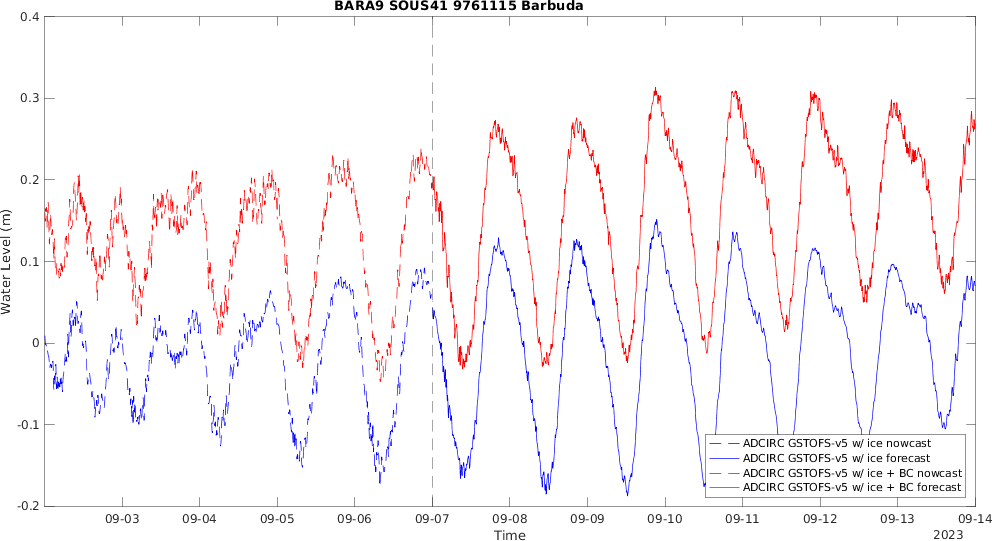 BARA9 SOUS41 9761115 Barbuda
Water Level (m)
0.4
0.3
0.2
0.1
0
-0.1
-0.2
ADCIRC GSTOFS-v5 w/ ice nowcast
ADCIRC GSTOFS-v5 w/ ice forecast
ADCIRC GSTOFS-v5 w/ ice + BC nowcast
ADCIRC GSTOFS-v5 w/ ice + BC forecast
09-03 09-04 09-05 09-06 09-07 09-08 09-09 09-10 09-11 09-12 09-13 09-14
Time
2023